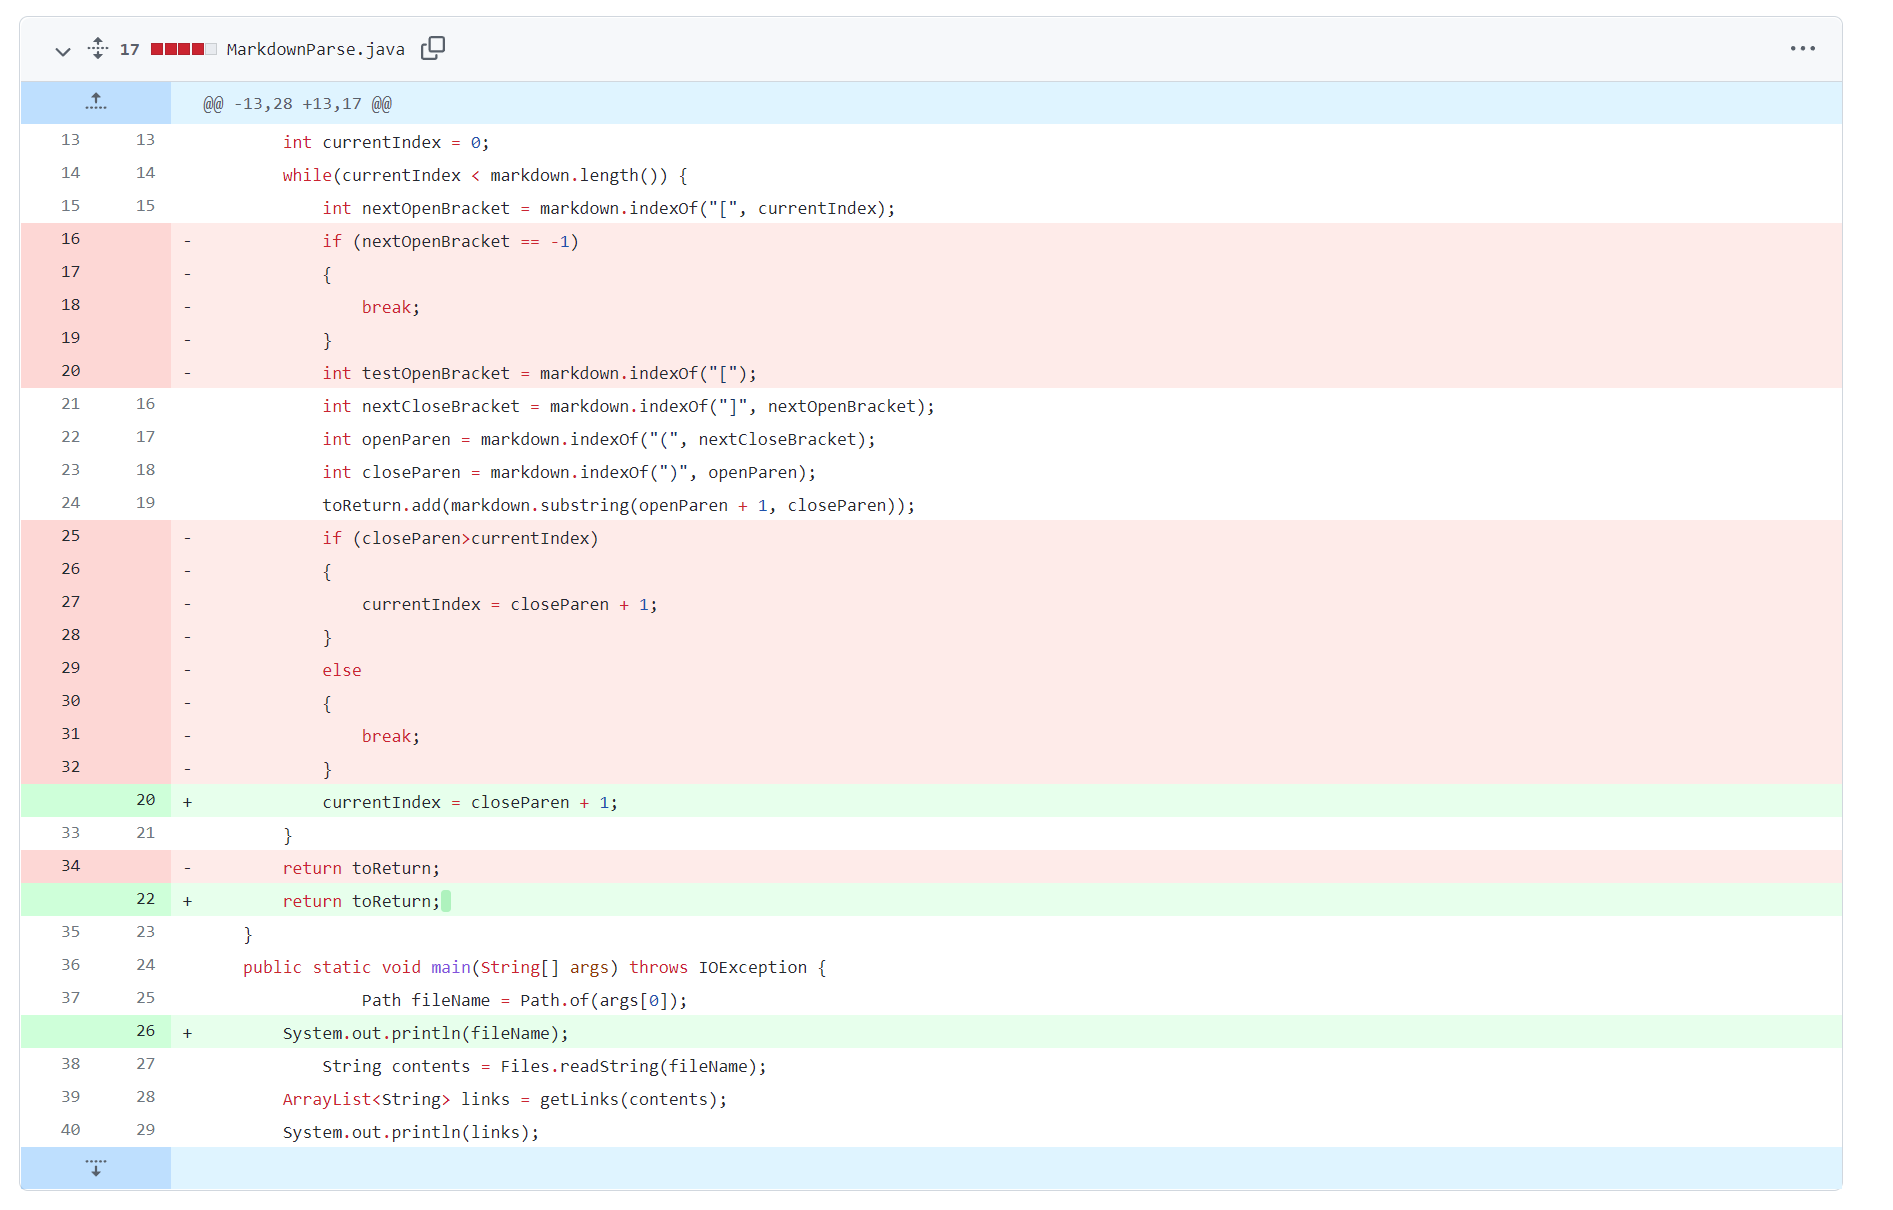 17 MarkdownParse.java
@@ -13,28 +13,17 @@
13 13 int currentIndex = 0;
14 14 while(currentIndex < markdown.length()) {
15 15 int nextOpenBracket = markdown.indexOf("[", currentIndex);
16 - if (nextOpenBracket == -1)
17 - {
18 - break;
19 - }
20 - int testOpenBracket = markdown.indexOf("[");
21 16 int nextCloseBracket = markdown.indexOf("]", nextOpenBracket);
22 17 int openParen = markdown.indexOf("(", nextCloseBracket);
23 18 int closeParen = markdown.indexOf(")", openParen);
24 19 toReturn.add(markdown.substring(openParen + 1, closeParen));
25 - if (closeParen>currentIndex)
26 - {
27 - currentIndex = closeParen + 1;
28 - }
29 - else
30 - {
31 - break;
32 - }
20 + currentIndex = closeParen + 1;
33 21 }
34 - return toReturn;
22 + return toReturn;
35 23 }
36 24 public static void main(String[] args) throws IOException {
37 25 Path fileName = Path.of(args[0]);
26 + System.out.println(fileName);
38 27 String contents = Files.readString(fileName);
39 28 ArrayList<String> links = getLinks(contents);
40 29 System.out.println(links);